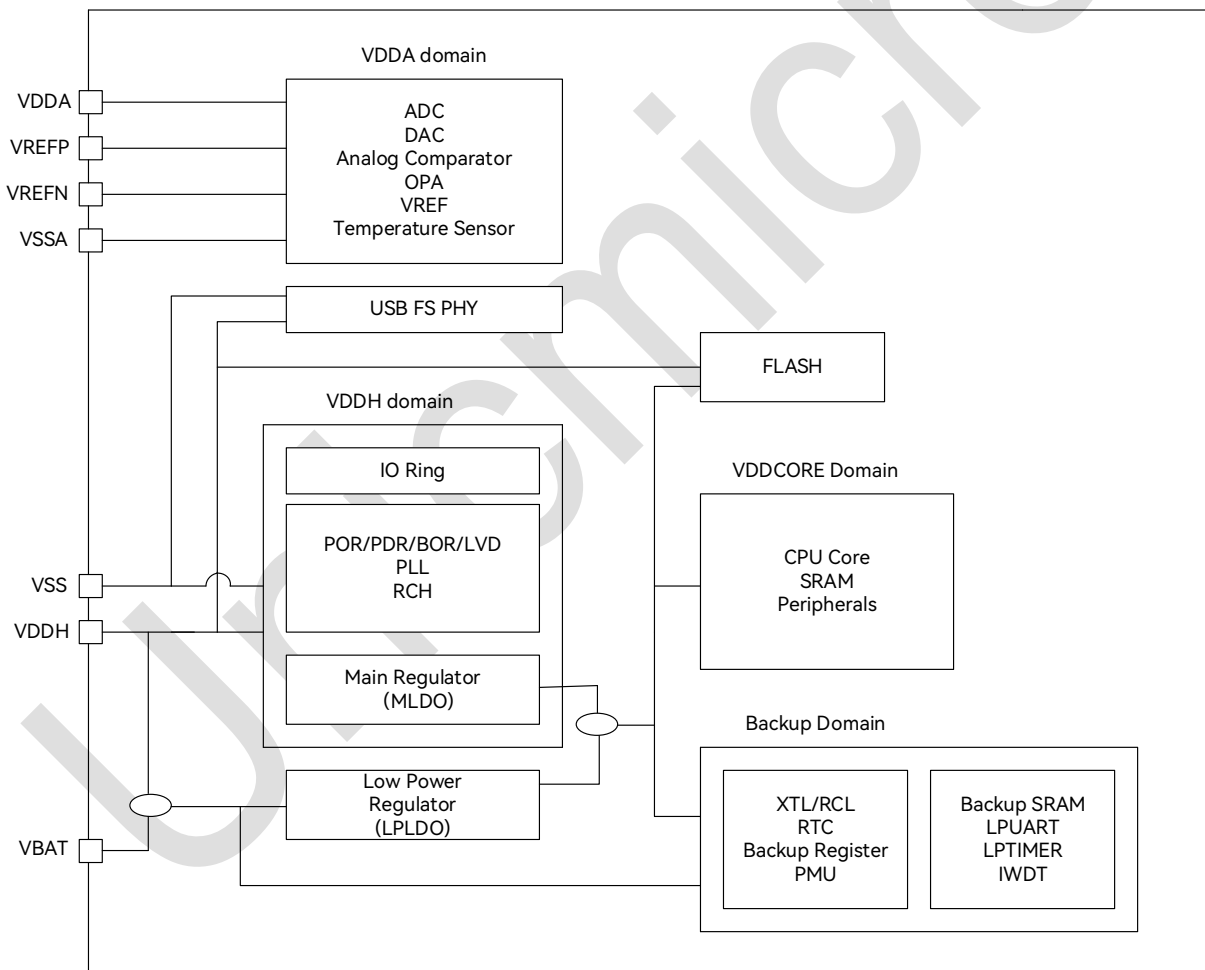 VDDA domain
VDDA
VREFP
VREFN
VSSA
ADC
DAC
Analog Comparator
OPA
VREF
Temperature Sensor
USB FS PHY
FLASH
VDDH domain
IO Ring
POR/PDR/BOR/LVD
PLL
RCH
VSS
VDDH
Main Regulator
(MLDO)
VDDCORE Domain
CPU Core
SRAM
Peripherals
Low Power
Regulator
(LPLDO)
VBAT
Backup Domain
XTL/RCL
RTC
Backup Register
PMU
Backup SRAM
LPUART
LPTIMER
IWDT